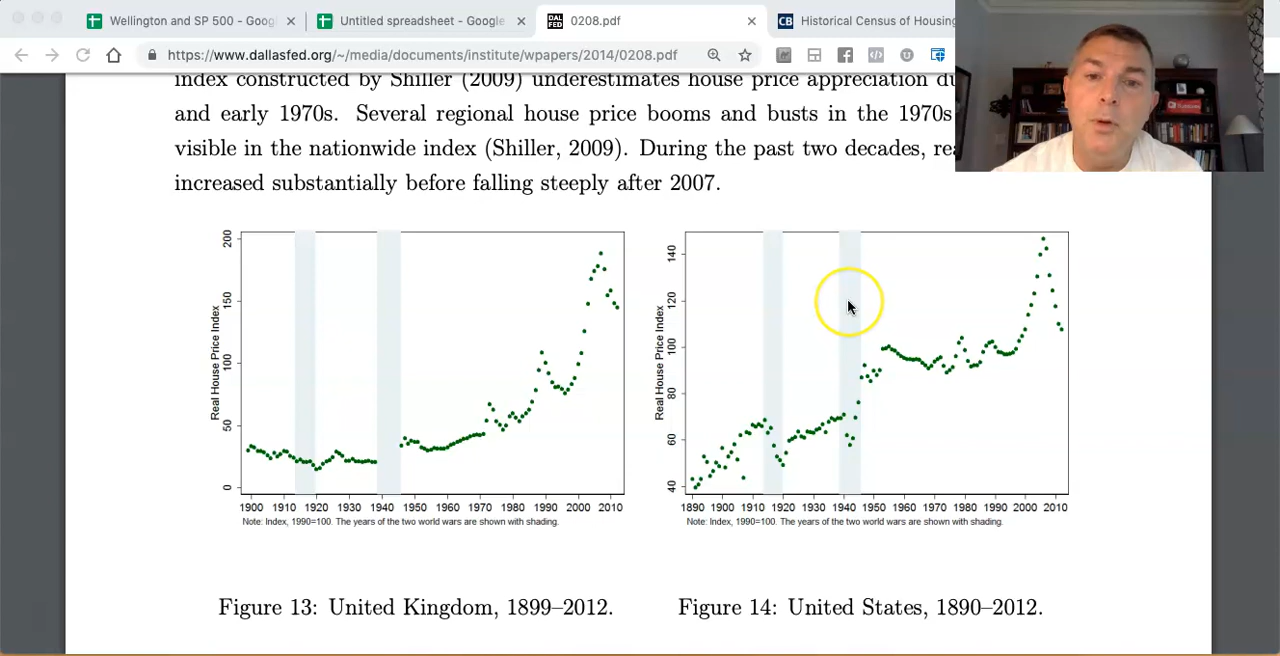 Wellington and SP 500 - Goog
Untitled spreadsheet - Google
DAL FED
0208.pdf
CB
Historical Census of Housing
https://www.dallasfed.org/~/media/documents/institute/wpapers/2014/0208.pdf
index constructed by Shiller (2009) underestimates house price appreciation du
and early 1970s. Several regional house price booms and busts in the 1970s
visible in the nationwide index (Shiller, 2009). During the past two decades, rea
increased substantially before falling steeply after 2007.
Real House Price Index
200
150
100
50
0
1900 1910 1920 1930 1940 1950 1960 1970 1980 1990 2000 2010
Note: Index, 1990=100. The years of the two world wars are shown with shading.
Real House Price Index
140
120
100
80
60
40
1890 1900 1910 1920 1930 1940 1950 1960 1970 1980 1990 2000 2010
Note: Index, 1990=100. The years of the two world wars are shown with shading.
Figure 13: United Kingdom, 1899–2012.
Figure 14: United States, 1890–2012.